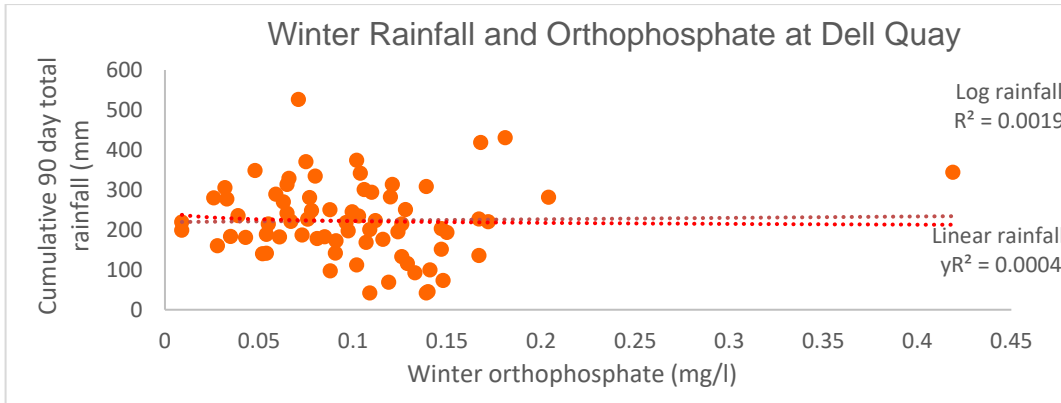 Winter Rainfall and Orthophosphate at Dell Quay
Cumulative 90 day total
rainfall (mm
600
500
400
300
200
100
0
Log rainfall
R² = 0.0019
Linear rainfall
yR² = 0.0004
0 0.05 0.1 0.15 0.2 0.25 0.3 0.35 0.4 0.45
Winter orthophosphate (mg/l)